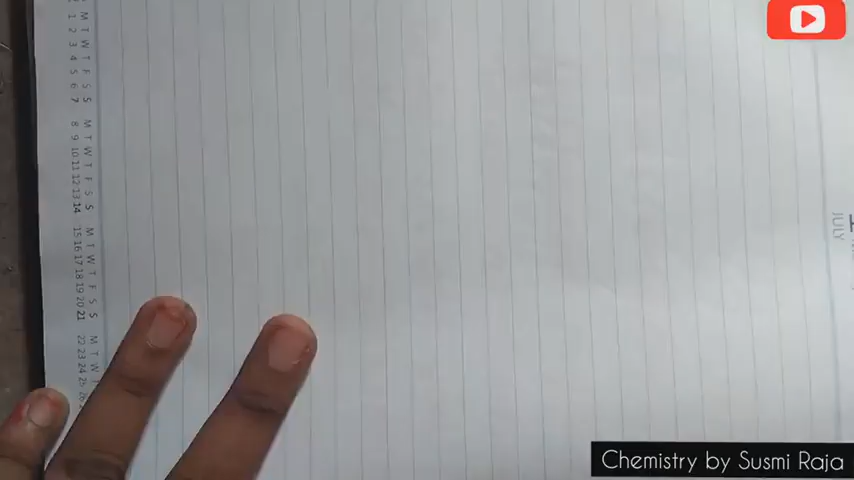 M T W T F S S M T W T F S S M T W T F S S M T W
1 2 3 4 5 6 7 8 9 10 11 12 13 14 15 16 17 18 19 20 21 22 23 24 25
JULY
Chemistry by Susmi Raja